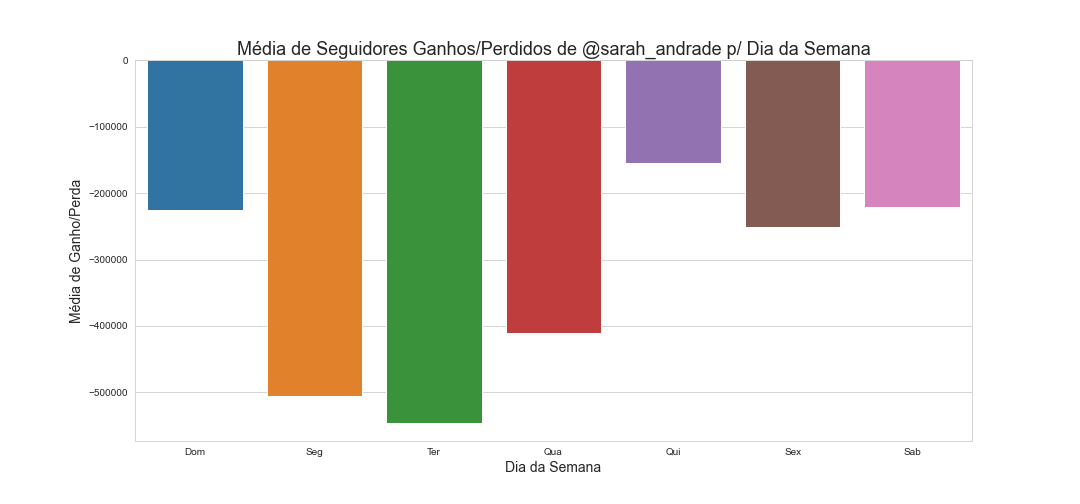 Média de Seguidores Ganhos/Perdidos de @sarah_andrade p/ Dia da Semana
0
−100000
−200000
−300000
−400000
−500000
Média de Ganho/Perda
Dom Seg Ter Qua Qui Sex Sab
Dia da Semana